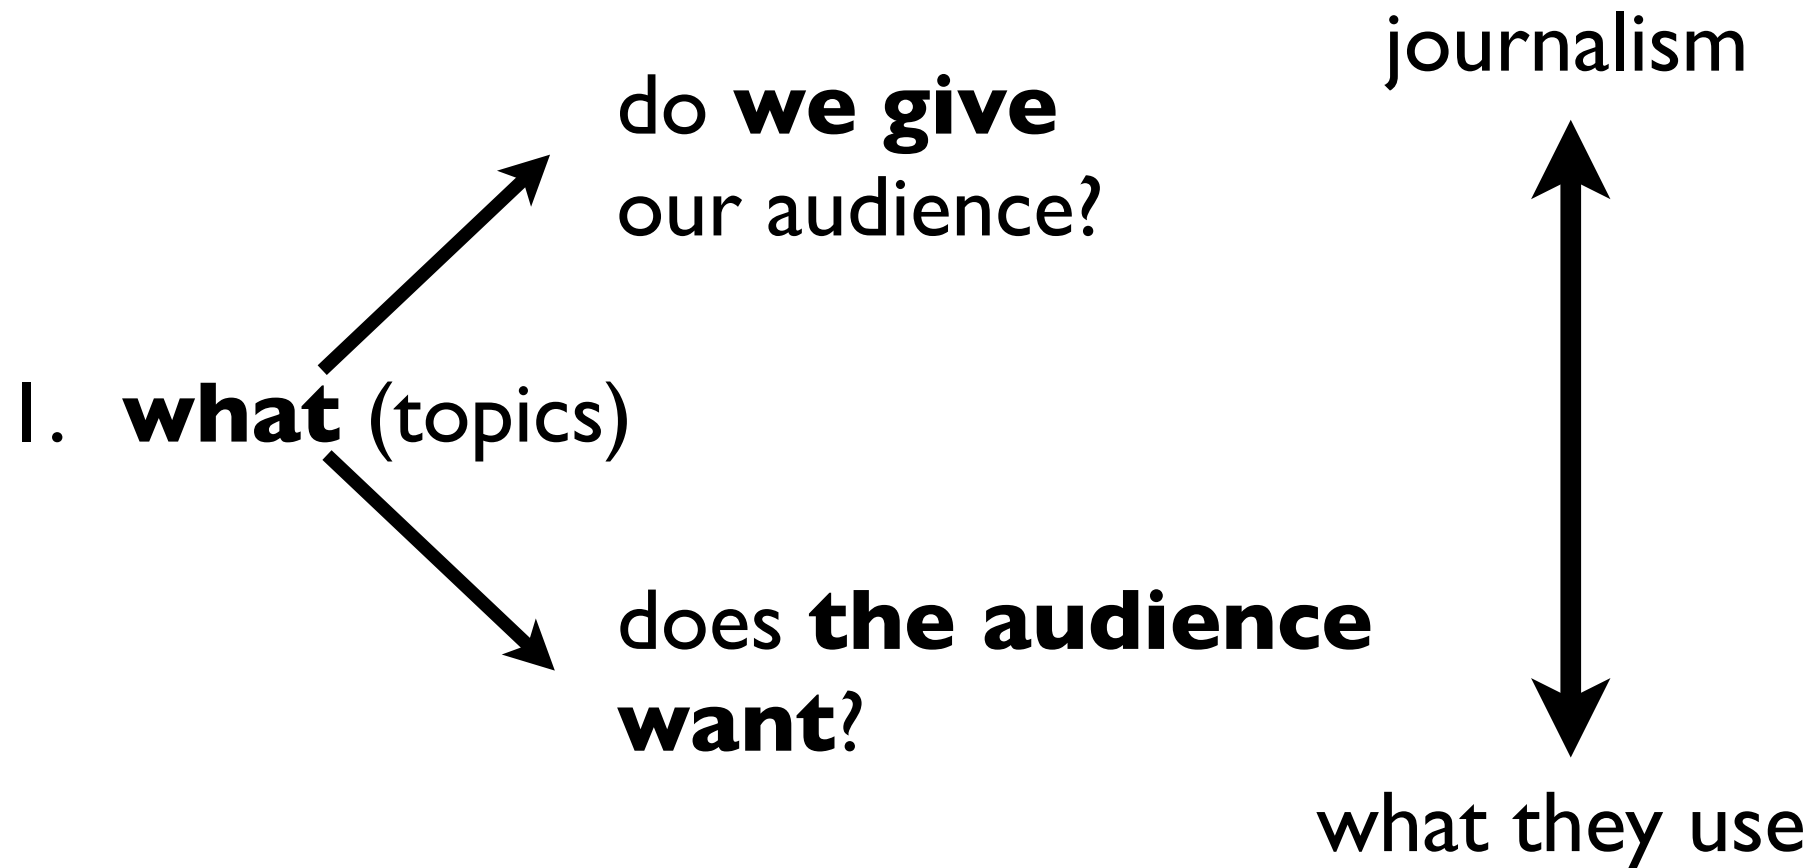 journalism
do we give
our audience?
1. what (topics)
does the audience
want?
what they use